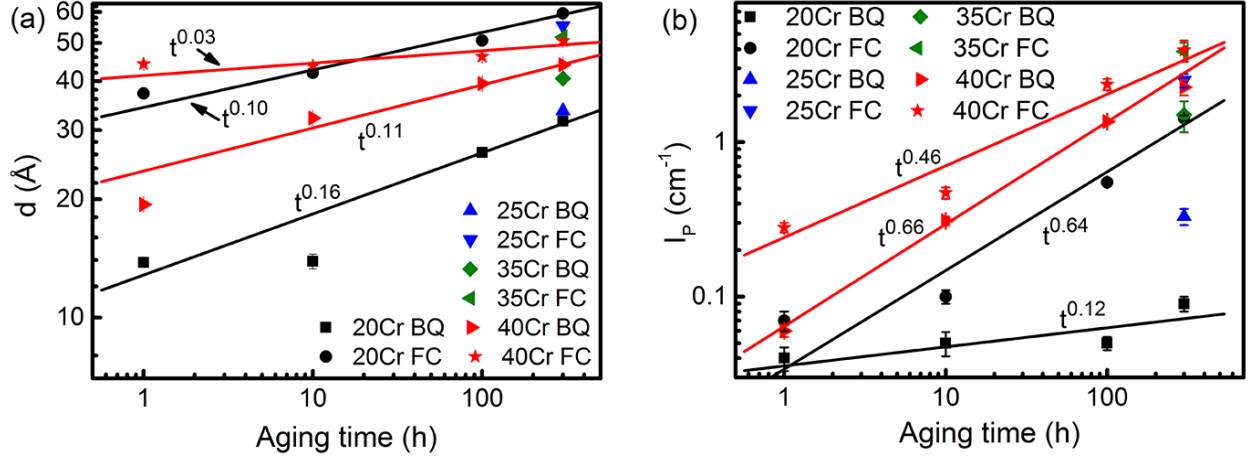 (a)
60
50
40
30
20
10
d (Å)
t^0.03
t^0.10
t^0.11
t^0.16
25Cr BQ
25Cr FC
35Cr BQ
35Cr FC
20Cr BQ
40Cr BQ
20Cr FC
40Cr FC
1
10
100
Aging time (h)
(b)
1
0.1
I_P (cm^-1)
20Cr BQ
35Cr BQ
20Cr FC
35Cr FC
25Cr BQ
40Cr BQ
25Cr FC
40Cr FC
t^0.46
t^0.66
t^0.64
t^0.12
1
10
100
Aging time (h)